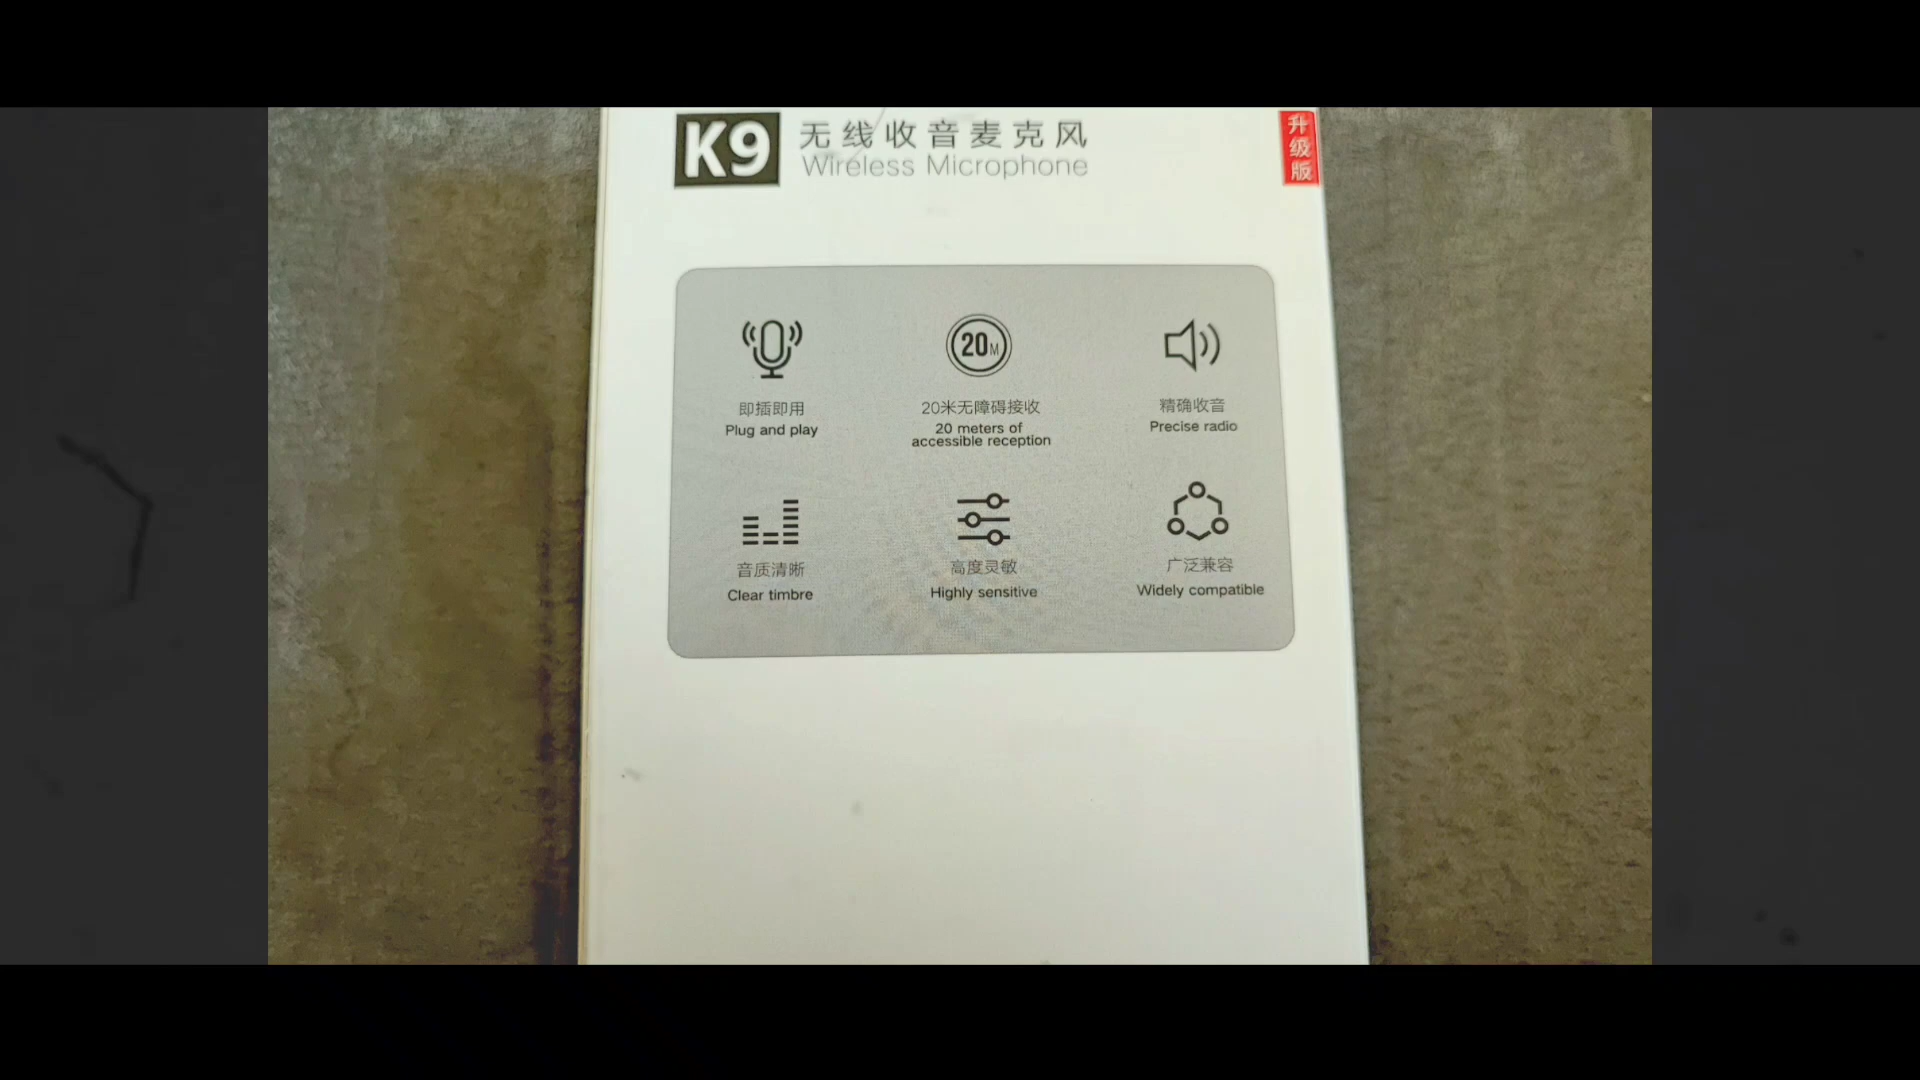 K9
无线收音麦克风
Wireless Microphone
升级版
20M
即插即用
Plug and play
20米无障碍接收
20 meters of
accessible reception
精确收音
Precise radio
音质清晰
Clear timbre
高度灵敏
Highly sensitive
广泛兼容
Widely compatible